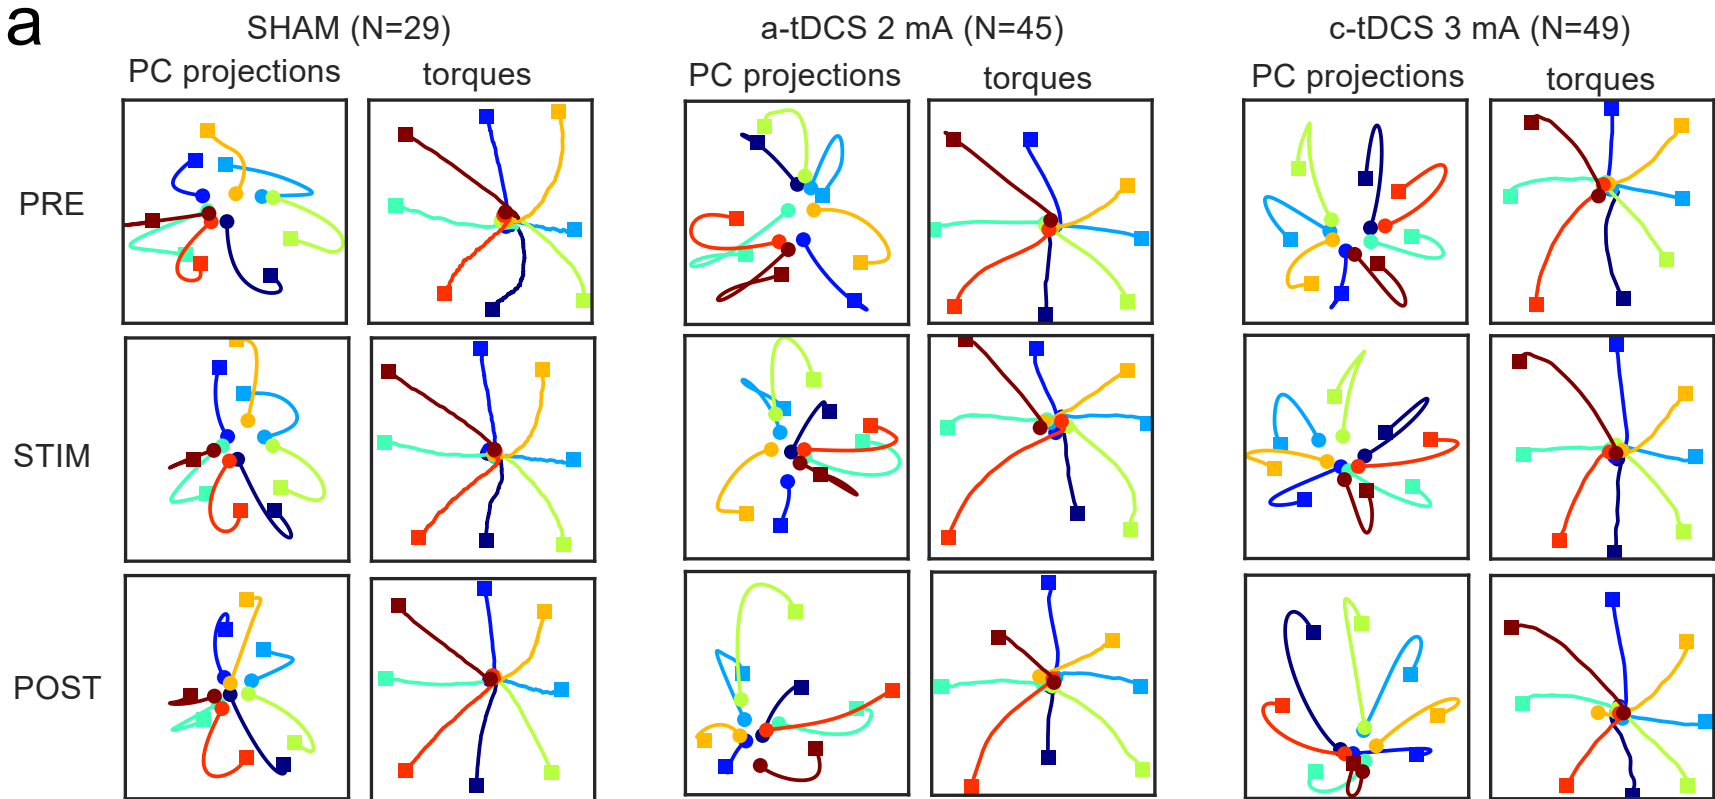 a
SHAM (N=29)
a-tDCS 2 mA (N=45)
c-tDCS 3 mA (N=49)
PC projections
torques
PC projections
torques
PC projections
torques
PRE
STIM
POST